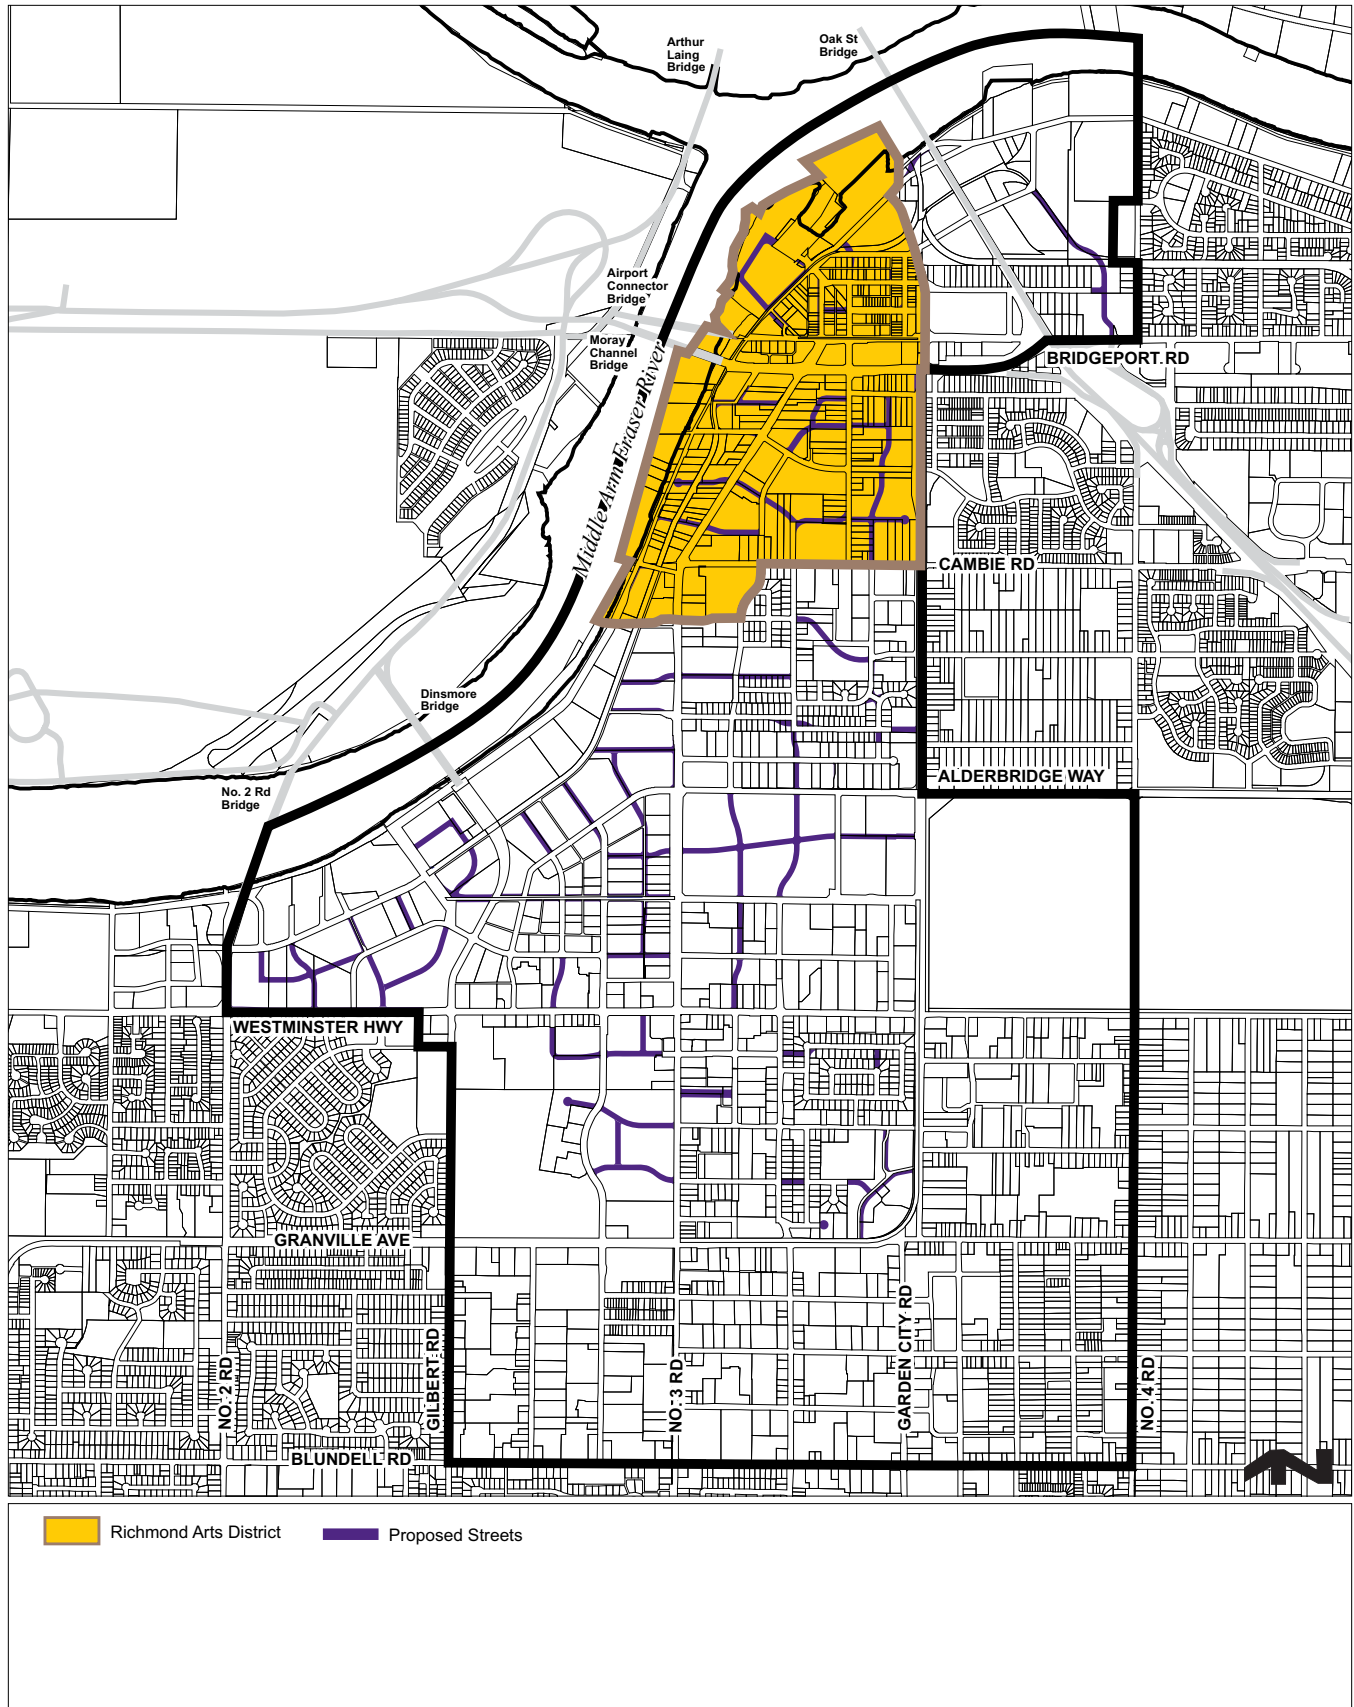 Arthur
Laing
Bridge
Oak St
Bridge
Airport
Connector
Bridge
Moray
Channel
Bridge
Middle Arm Fraser River
BRIDGEPORT RD
CAMBIE RD
Dinsmore
Bridge
No. 2 Rd
Bridge
ALDERBRIDGE WAY
WESTMINSTER HWY
GRANVILLE AVE
NO. 2 RD
GILBERT RD
NO. 3 RD
GARDEN CITY RD
NO. 4 RD
BLUNDELL RD
N
Richmond Arts District
Proposed Streets